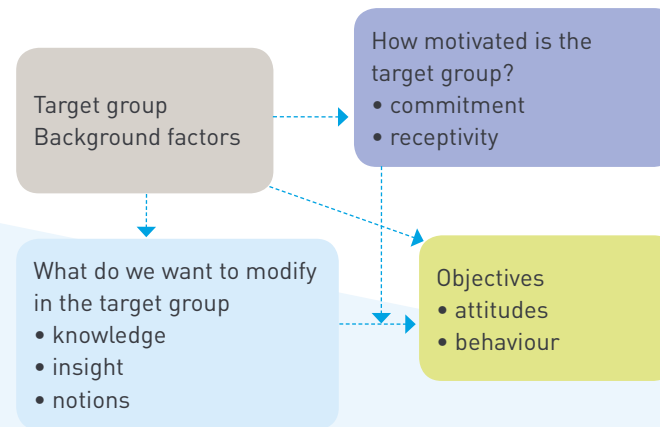 Target group
Background factors
How motivated is the
target group?
• commitment
• receptivity
What do we want to modify
in the target group
• knowledge
• insight
• notions
Objectives
• attitudes
• behaviour